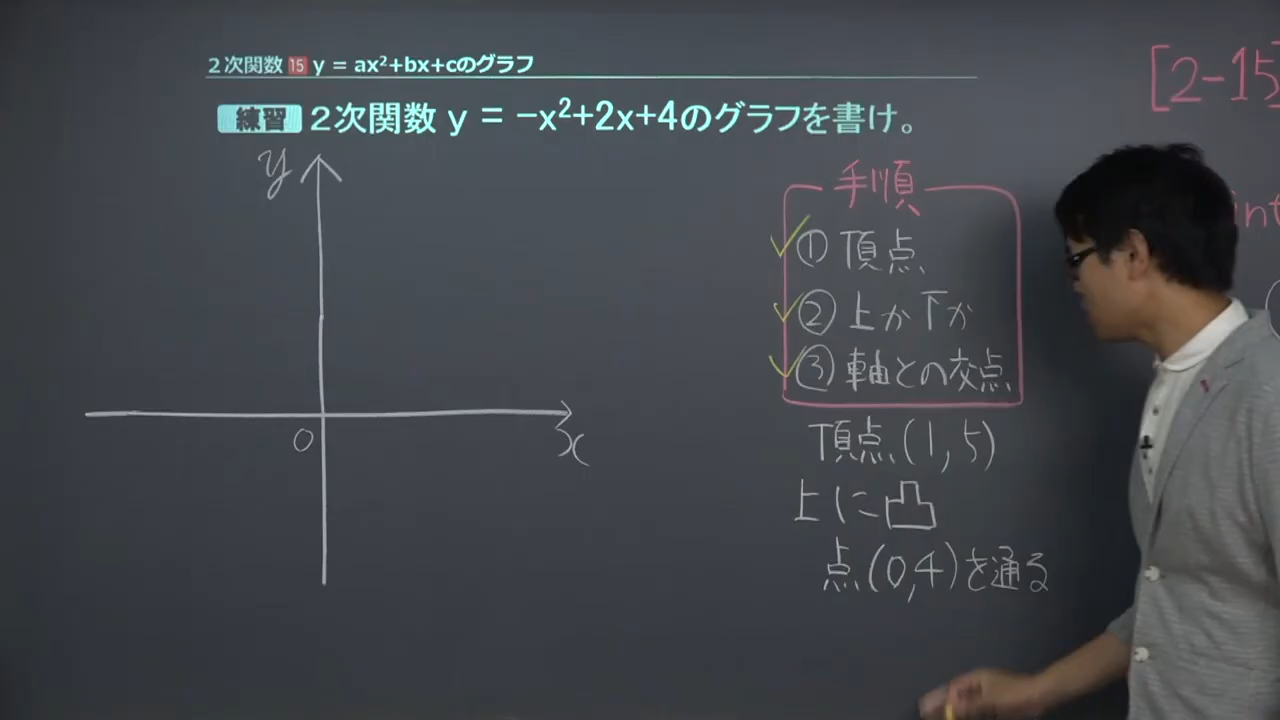 2次関数 15 y = ax²+bx+cのグラフ
練習 2次関数 y = −x²+2x+4のグラフを書け。
[2-15]
y
O
x
手順
① 頂点
② 上か下か
③ 軸との交点
頂点(1,5)
上に凸
点(0,4)を通る
int